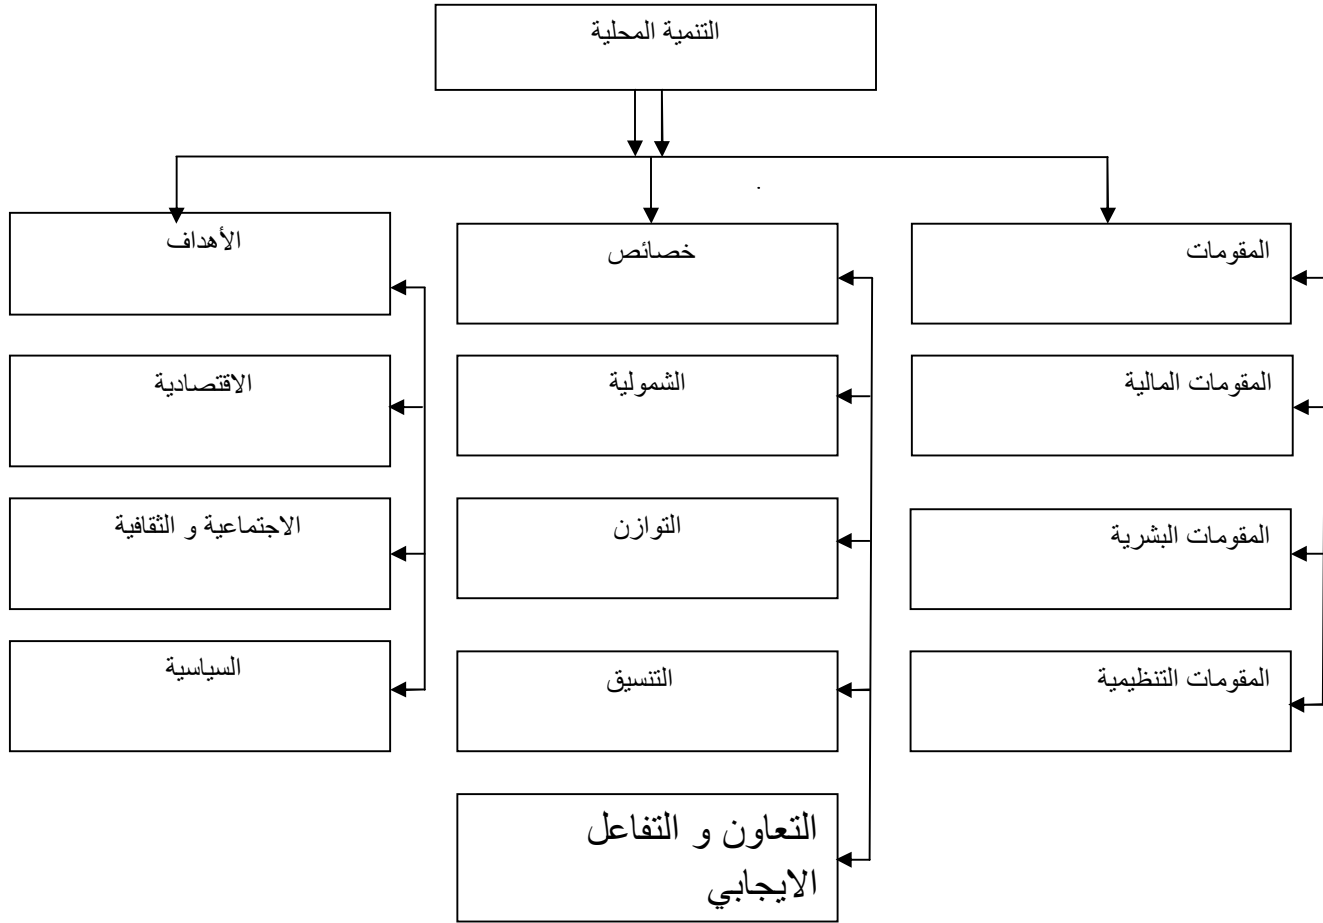 التنمية المحلية
المقومات
خصائص
الأهداف
المقومات المالية
الشمولية
الاقتصادية
المقومات البشرية
التوازن
الاجتماعية و الثقافية
المقومات التنظيمية
التنسيق
السياسية
التعاون و التفاعل
الايجابي